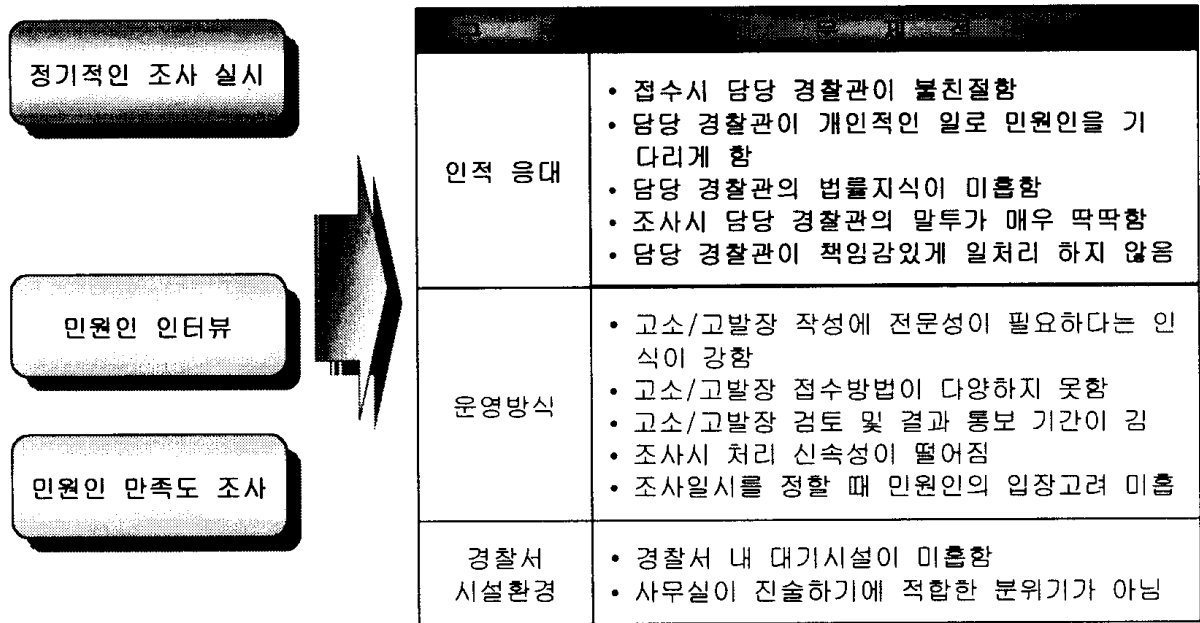 정기적인 조사 실시
민원인 인터뷰
민원인 만족도 조사
인적 응대
• 접수시 담당 경찰관이 불친절함
• 담당 경찰관이 개인적인 일로 민원인을 기
다리게 함
• 담당 경찰관의 법률지식이 미흡함
• 조사시 담당 경찰관의 말투가 매우 딱딱함
• 담당 경찰관이 책임감있게 일처리 하지 않음
운영방식
• 고소/고발장 작성에 전문성이 필요하다는 인
식이 강함
• 고소/고발장 접수방법이 다양하지 못함
• 고소/고발장 검토 및 결과 통보 기간이 김
• 조사시 처리 신속성이 떨어짐
• 조사일시를 정할 때 민원인의 입장고려 미흡
경찰서
시설환경
• 경찰서 내 대기시설이 미흡함
• 사무실이 진술하기에 적합한 분위기가 아님